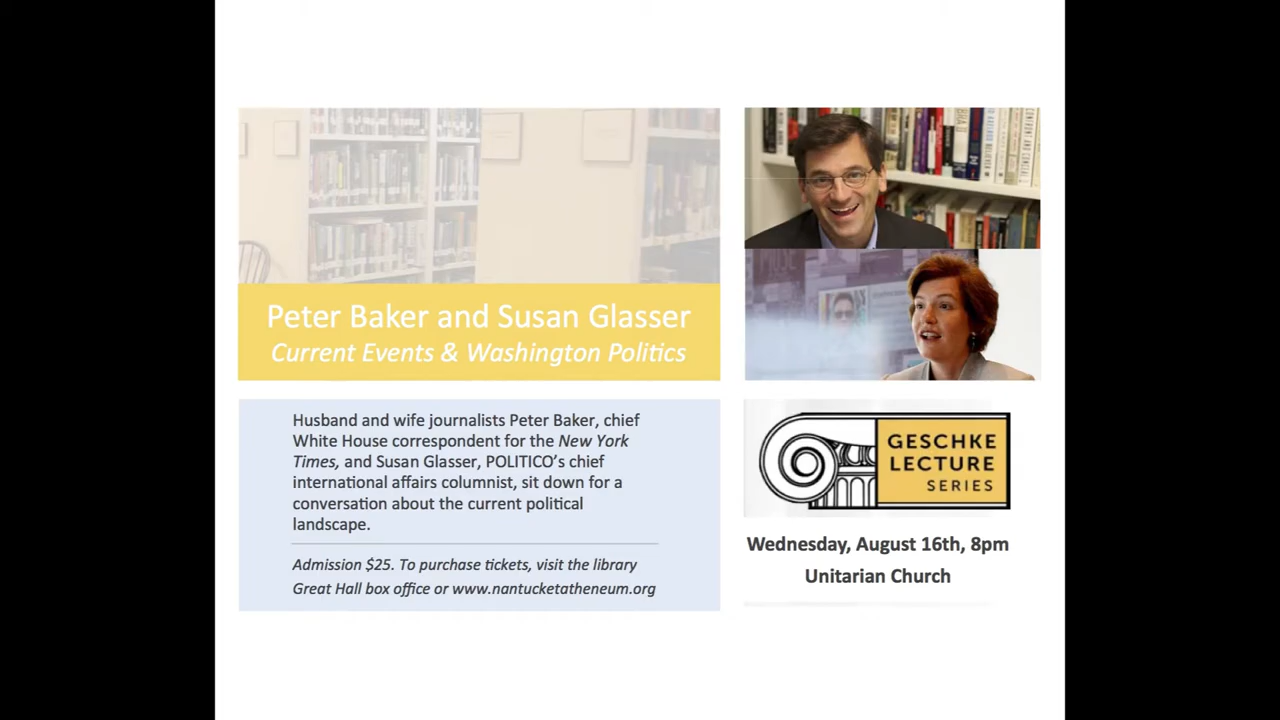 Peter Baker and Susan Glasser
Current Events & Washington Politics
Husband and wife journalists Peter Baker, chief
White House correspondent for the New York
Times, and Susan Glasser, POLITICO's chief
international affairs columnist, sit down for a
conversation about the current political
landscape.
Admission $25. To purchase tickets, visit the library
Great Hall box office or www.nantucketatheneum.org
GESCHKE
LECTURE
SERIES
Wednesday, August 16th, 8pm
Unitarian Church